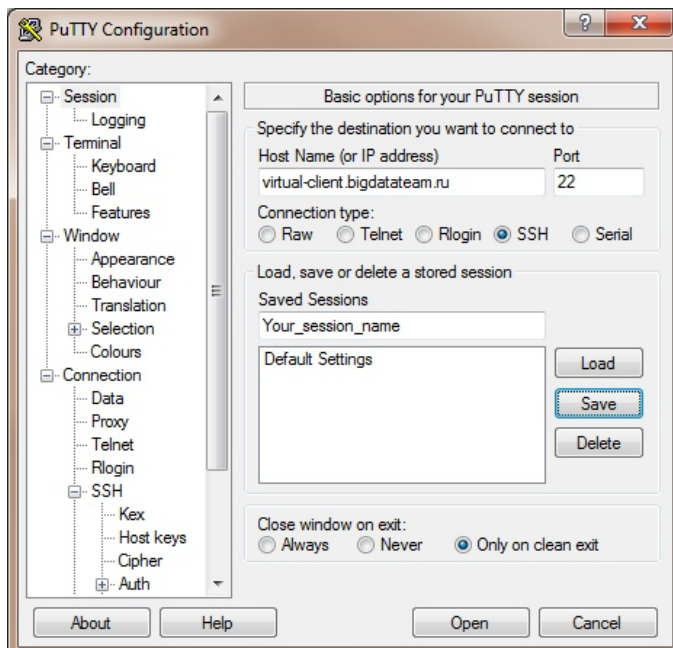 PuTTY Configuration
Category:
Session
Logging
Terminal
Keyboard
Bell
Features
Window
Appearance
Behaviour
Translation
Selection
Colours
Connection
Data
Proxy
Telnet
Rlogin
SSH
Kex
Host keys
Cipher
Auth
Basic options for your PuTTY session
Specify the destination you want to connect to
Host Name (or IP address) Port
virtual-client.bigdatateam.ru 22
Connection type:
Raw Telnet Rlogin SSH Serial
Load, save or delete a stored session
Saved Sessions
Your_session_name
Default Settings
Load
Save
Delete
Close window on exit:
Always Never Only on clean exit
About Help Open Cancel